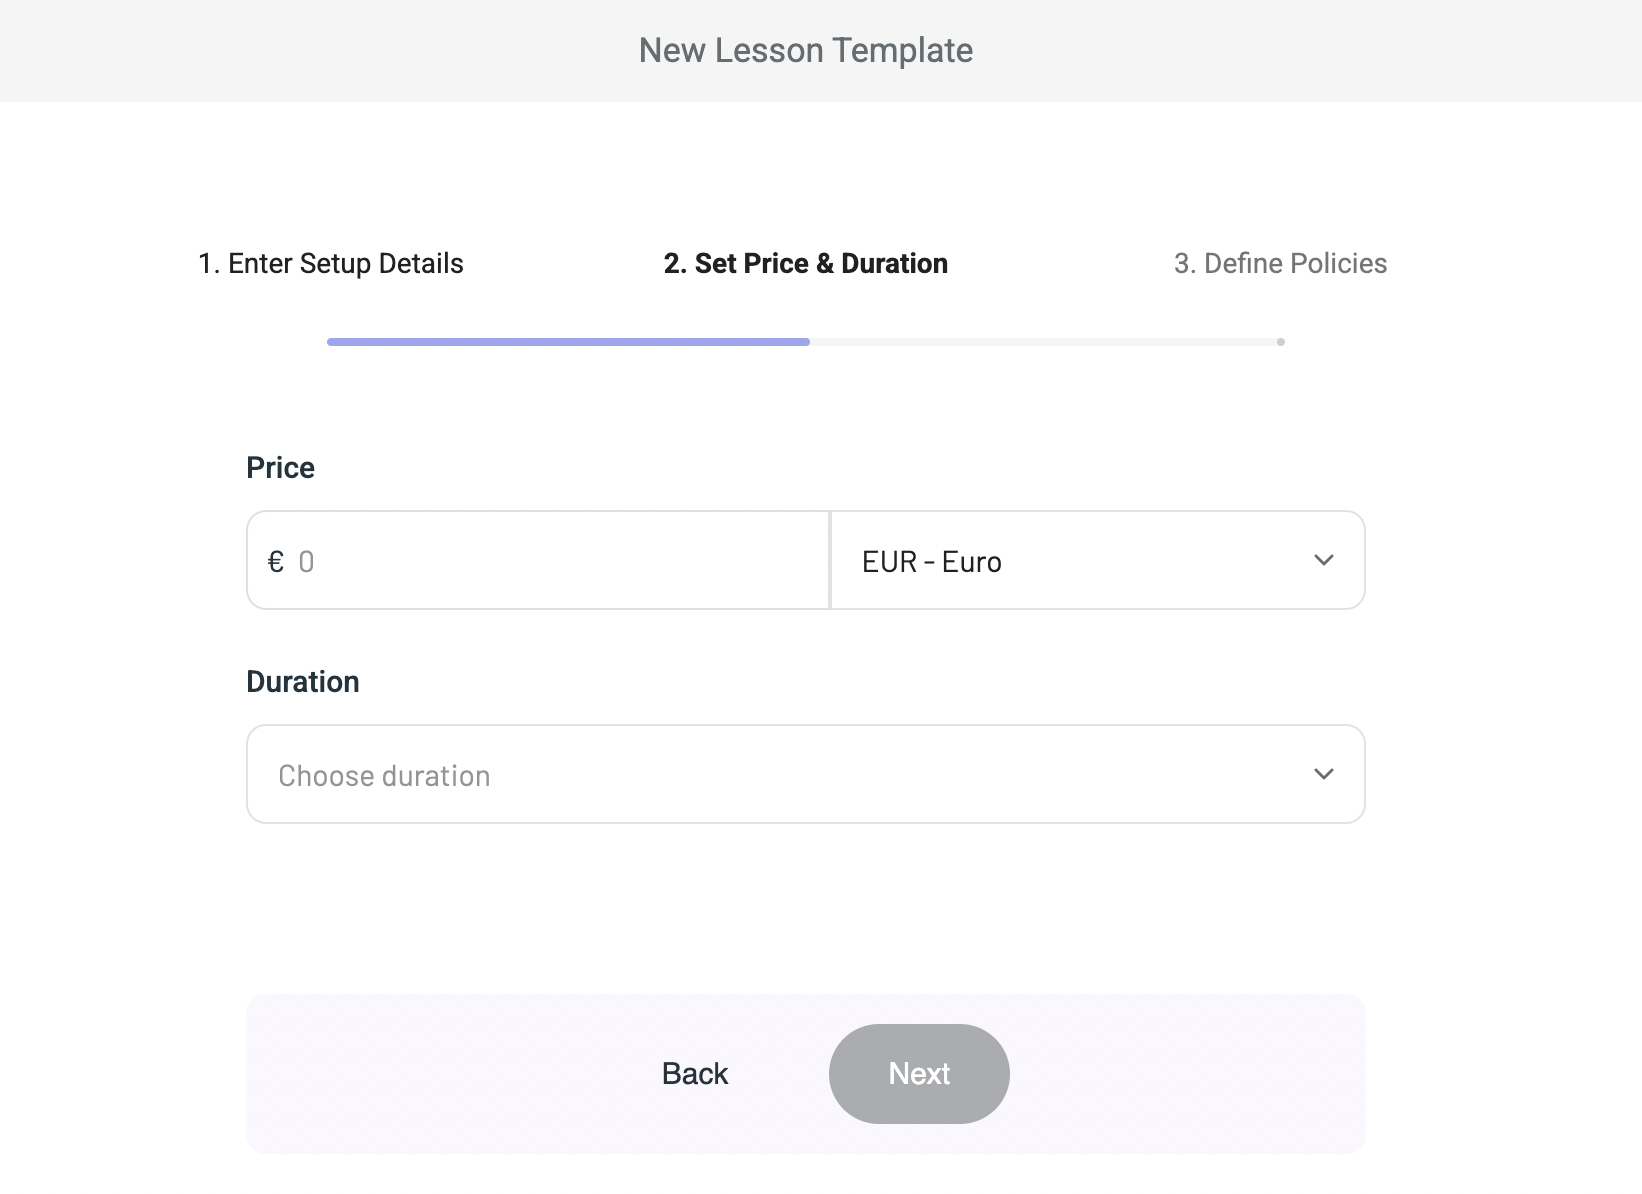 New Lesson Template
1. Enter Setup Details
2. Set Price & Duration
3. Define Policies
Price
€ 0
EUR - Euro
Duration
Choose duration
Back
Next